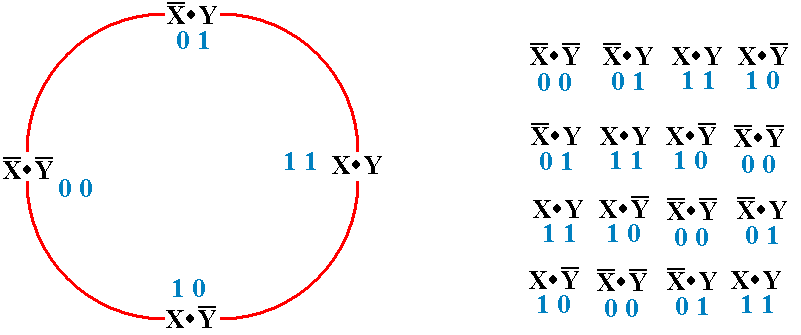 X̅•Y
0 1
X̅•Y̅
0 0
1 1 X•Y
1 0
X•Y̅
X̅•Y̅ X̅•Y X•Y X•Y̅
0 0 0 1 1 1 1 0
X̅•Y X•Y X•Y̅ X̅•Y̅
0 1 1 1 1 0 0 0
X•Y X•Y̅ X̅•Y̅ X̅•Y
1 1 1 0 0 0 0 1
X•Y̅ X̅•Y̅ X̅•Y X•Y
1 0 0 0 0 1 1 1